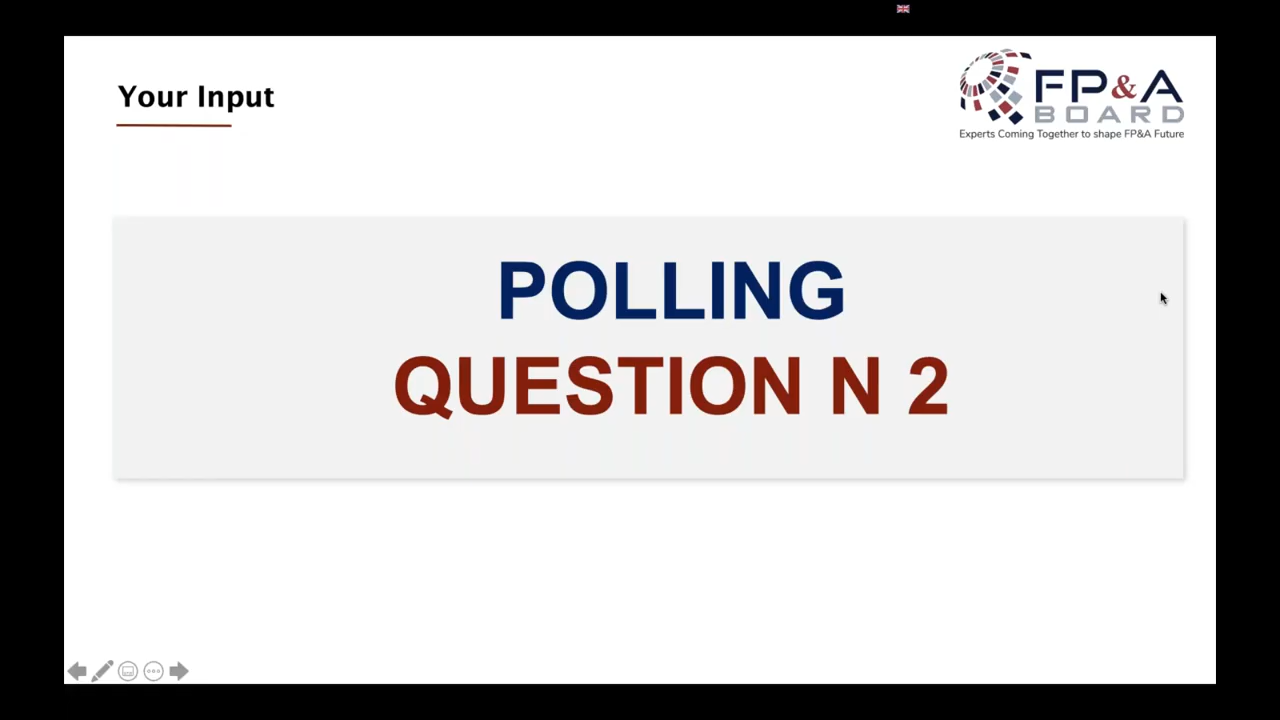 Your Input
FP&A
BOARD
Experts Coming Together to shape FP&A Future
POLLING
QUESTION N 2